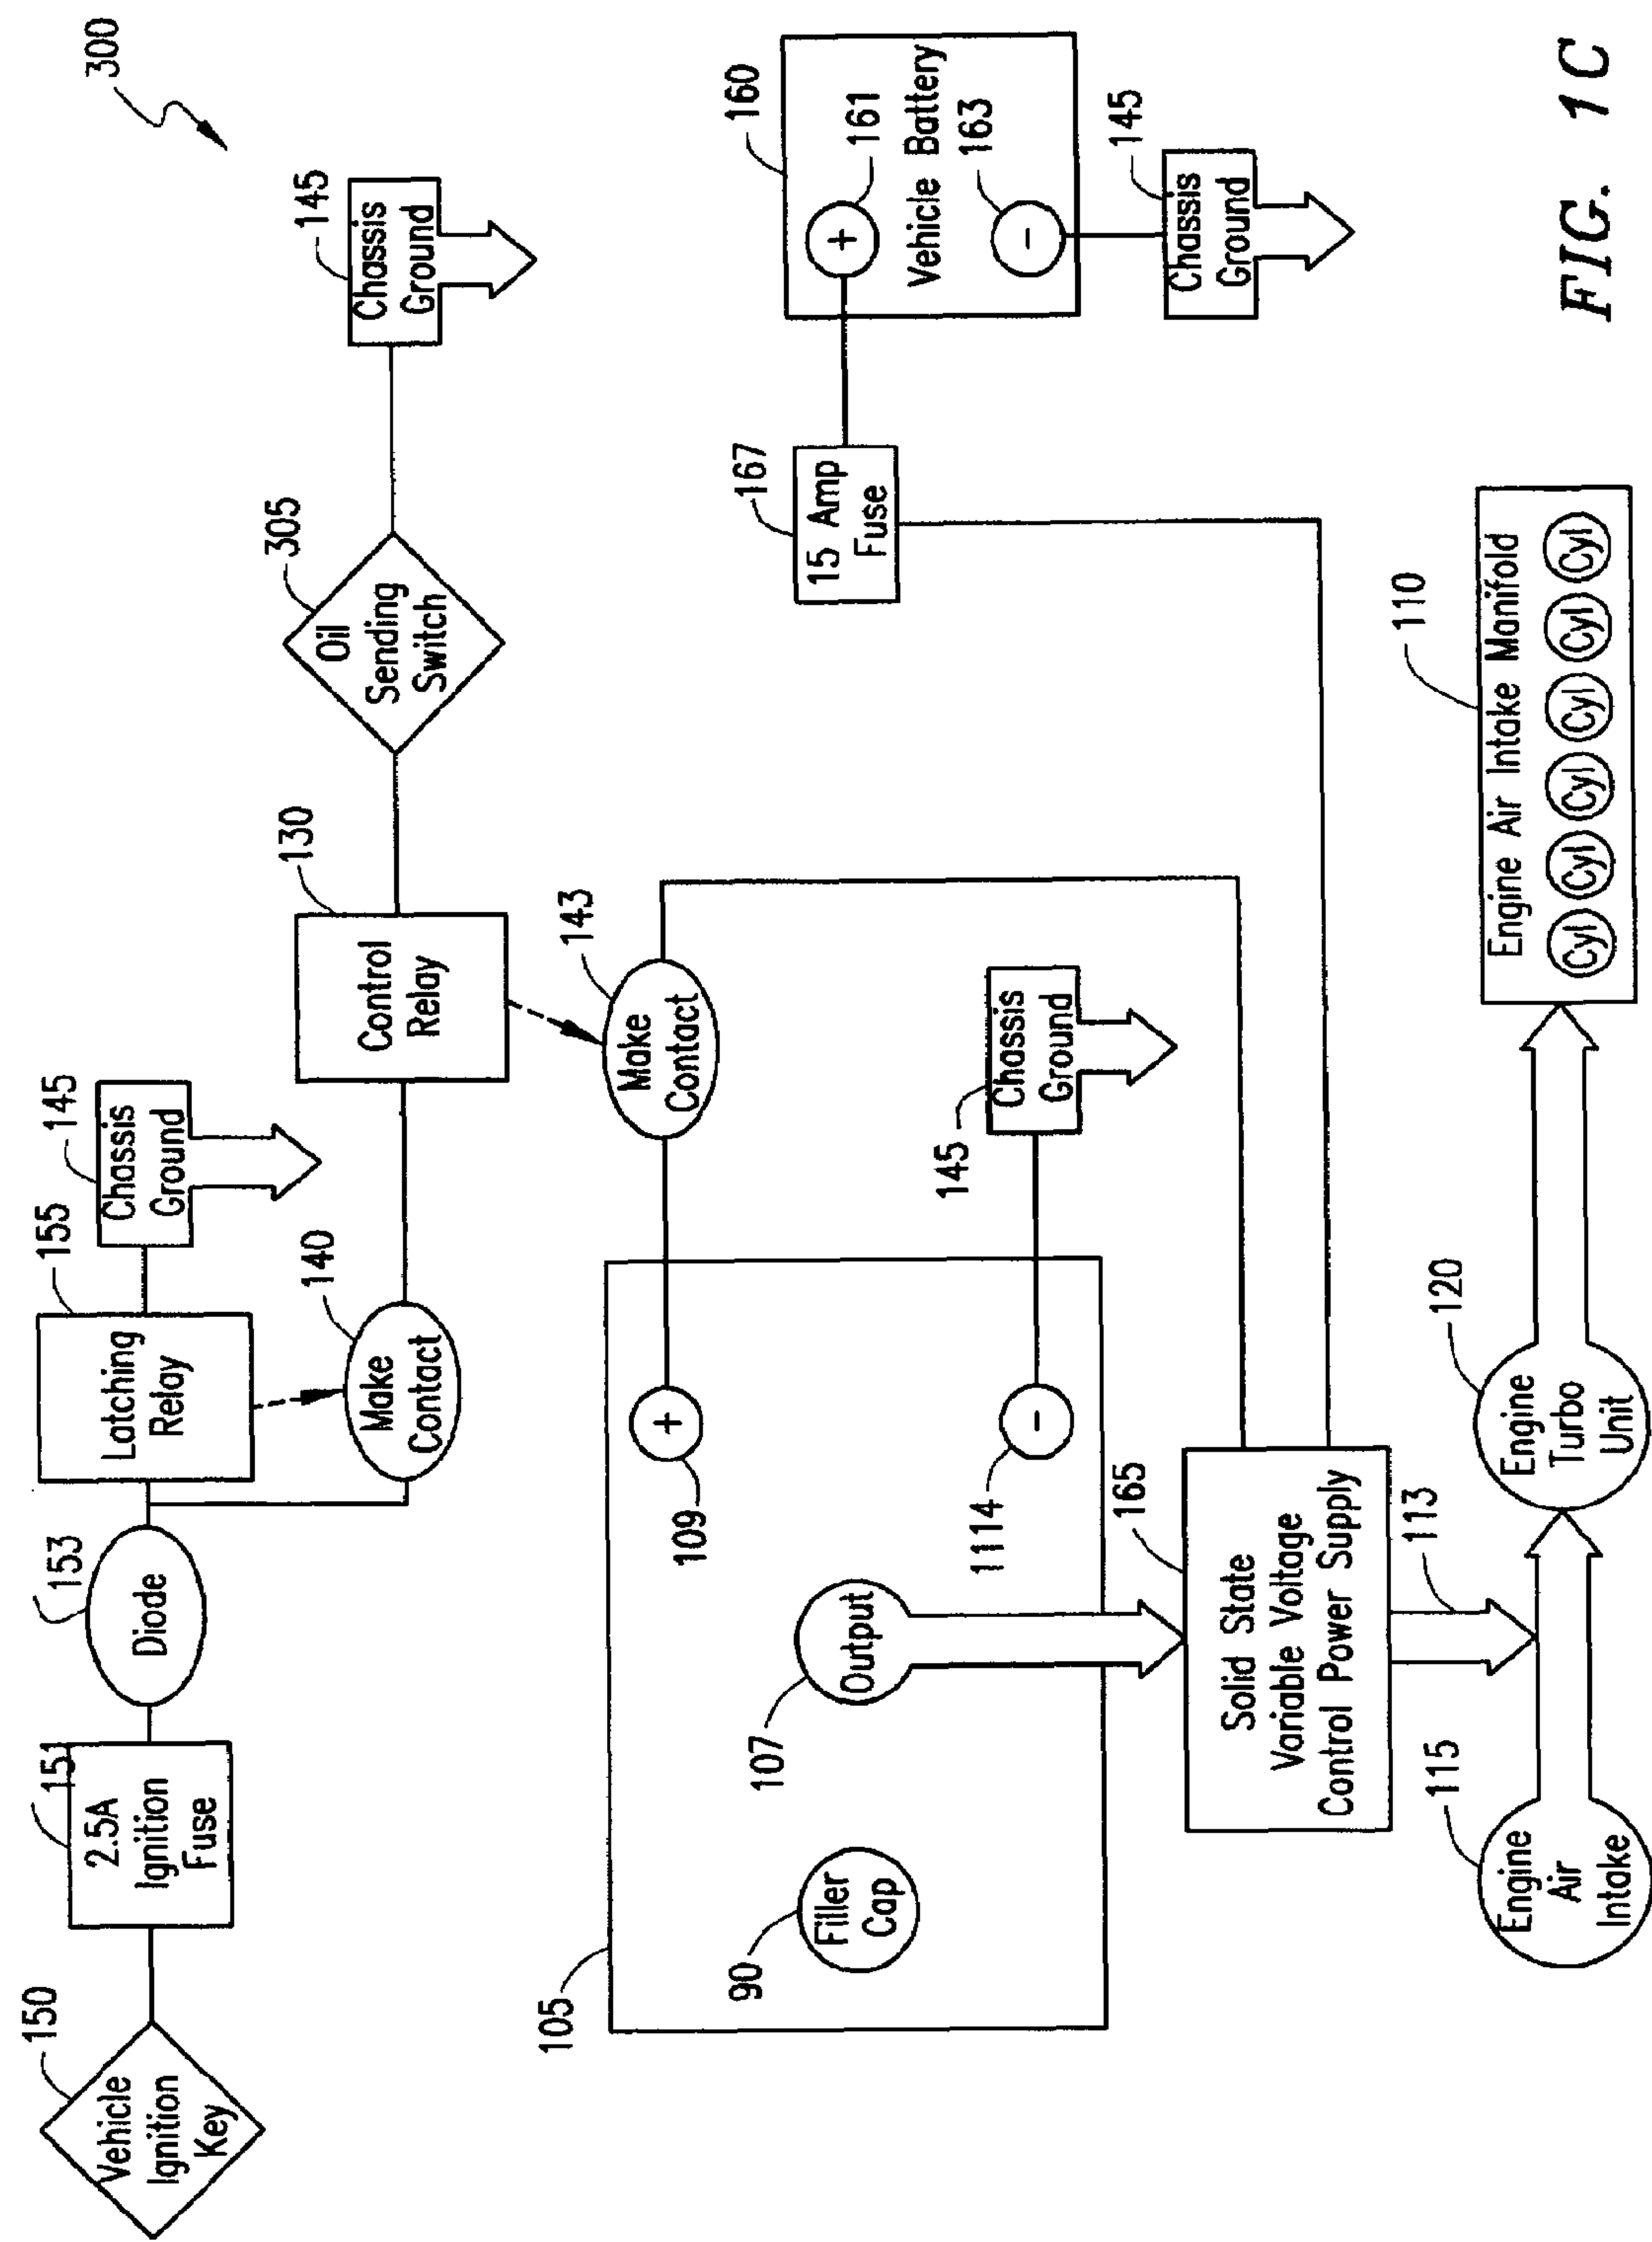 300
150
Vehicle
Ignition
Key
151
2.5A
Ignition
Fuse
153
Diode
155
Latching
Relay
145
Chassis
Ground
140
Make
Contact
130
Control
Relay
305
Oil
Sending
Switch
145
Chassis
Ground
143
Make
Contact
105
90
Filler
Cap
107
Output
109
+
1114
-
145
Chassis
Ground
167
15 Amp
Fuse
160
+
161
Vehicle Battery
-
163
145
Chassis
Ground
165
Solid State
Variable Voltage
Control Power Supply
113
115
Engine
Air
Intake
120
Engine
Turbo
Unit
110
Engine Air Intake Manifold
Cyl Cyl Cyl Cyl Cyl Cyl
FIG. 1C